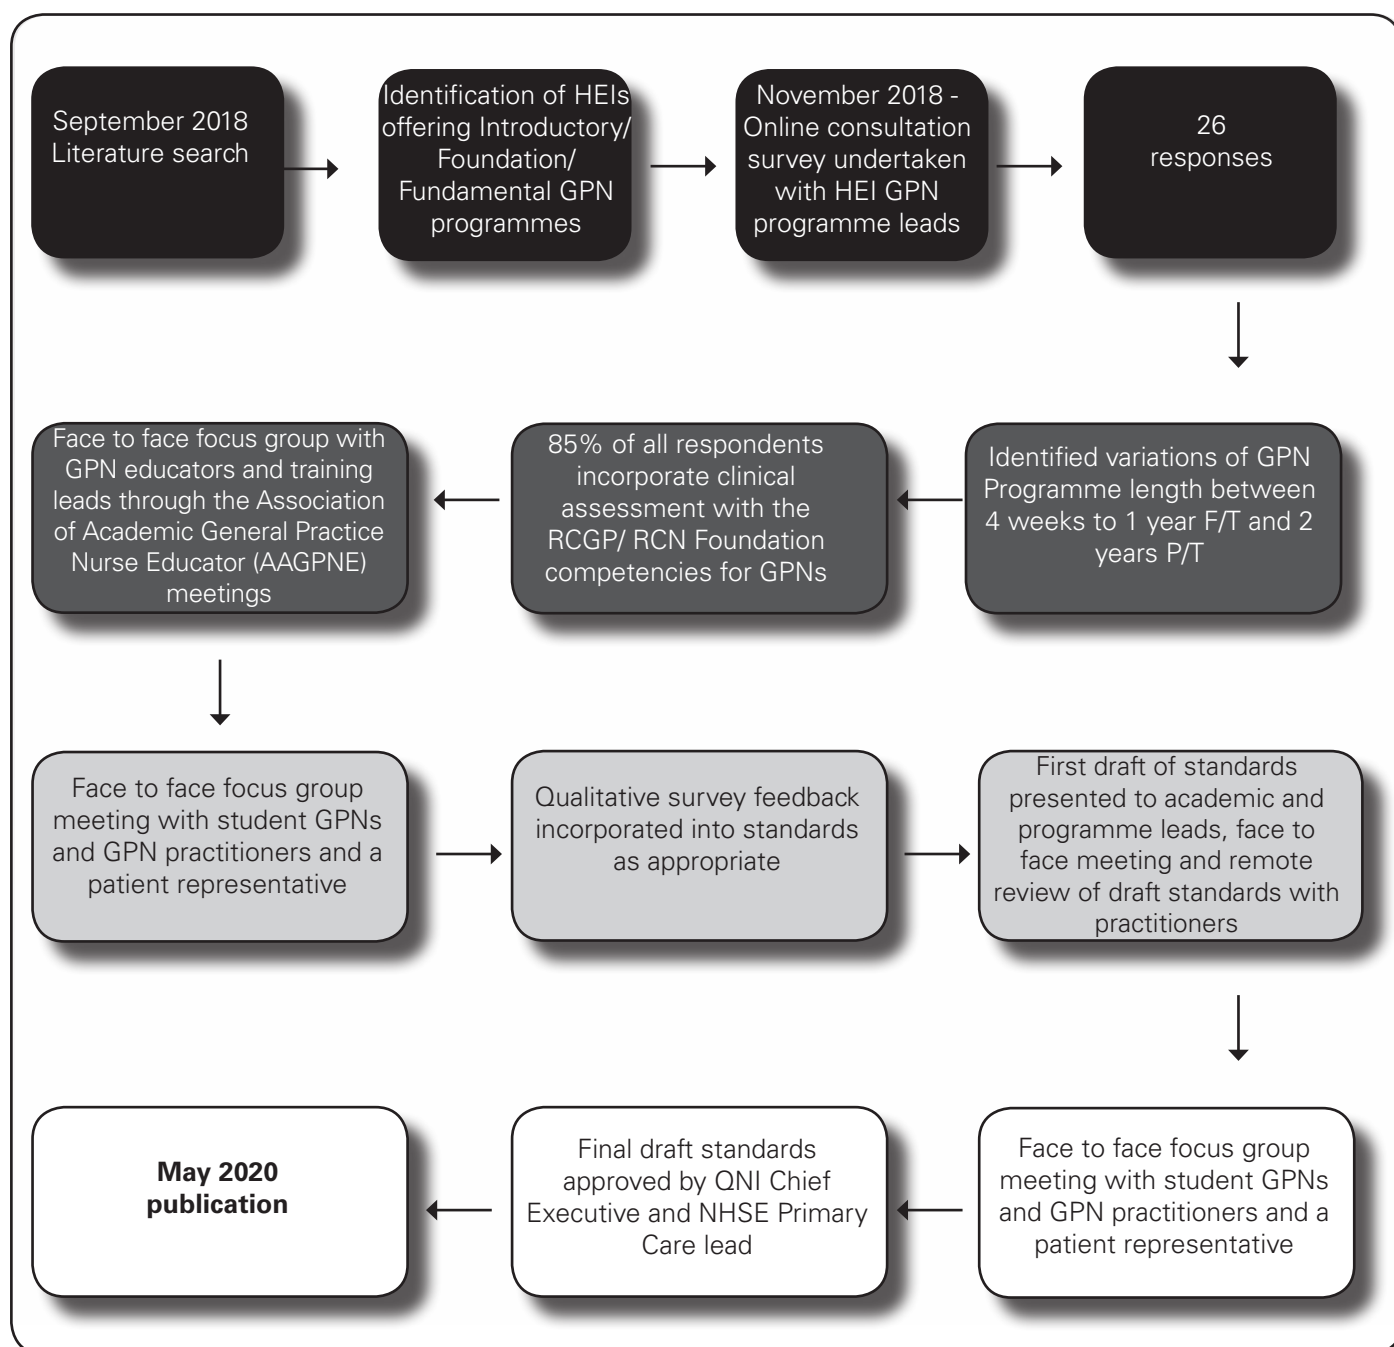 September 2018
Literature search
Identification of HEIs
offering Introductory/
Foundation/
Fundamental GPN
programmes
November 2018 -
Online consultation
survey undertaken
with HEI GPN
programme leads
26
responses
Identified variations of GPN
Programme length between
4 weeks to 1 year F/T and 2
years P/T
85% of all respondents
incorporate clinical
assessment with the
RCGP/ RCN Foundation
competencies for GPNs
Face to face focus group with
GPN educators and training
leads through the Association
of Academic General Practice
Nurse Educator (AAGPNE)
meetings
Face to face focus group
meeting with student GPNs
and GPN practitioners and a
patient representative
Qualitative survey feedback
incorporated into standards
as appropriate
First draft of standards
presented to academic and
programme leads, face to
face meeting and remote
review of draft standards with
practitioners
Face to face focus group
meeting with student GPNs
and GPN practitioners and a
patient representative
Final draft standards
approved by QNI Chief
Executive and NHSE Primary
Care lead
May 2020
publication